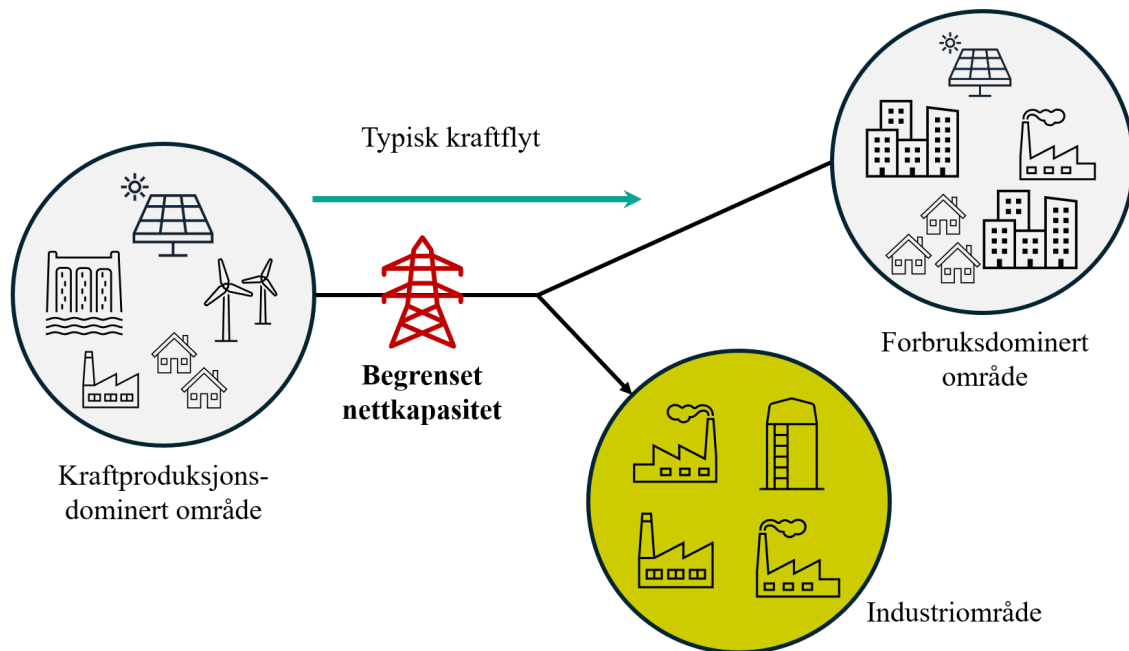 Typisk kraftflyt
Begrenset
nettkapasitet
Kraftproduksjons-
dominert område
Forbruksdominert
område
Industriområde